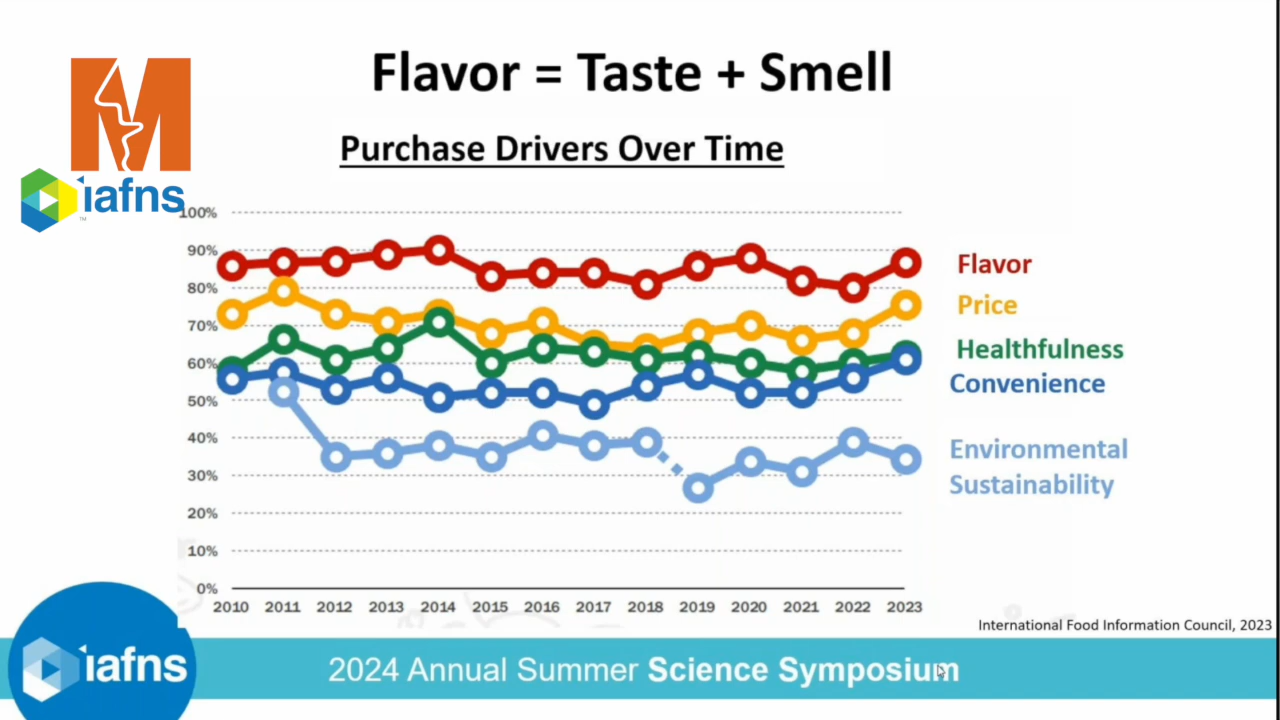 Flavor = Taste + Smell
M
iafns
TM
Purchase Drivers Over Time
100%
90%
80%
70%
60%
50%
40%
30%
20%
10%
0%
2010 2011 2012 2013 2014 2015 2016 2017 2018 2019 2020 2021 2022 2023
Flavor
Price
Healthfulness
Convenience
Environmental
Sustainability
International Food Information Council, 2023
iafns
2024 Annual Summer Science Symposium